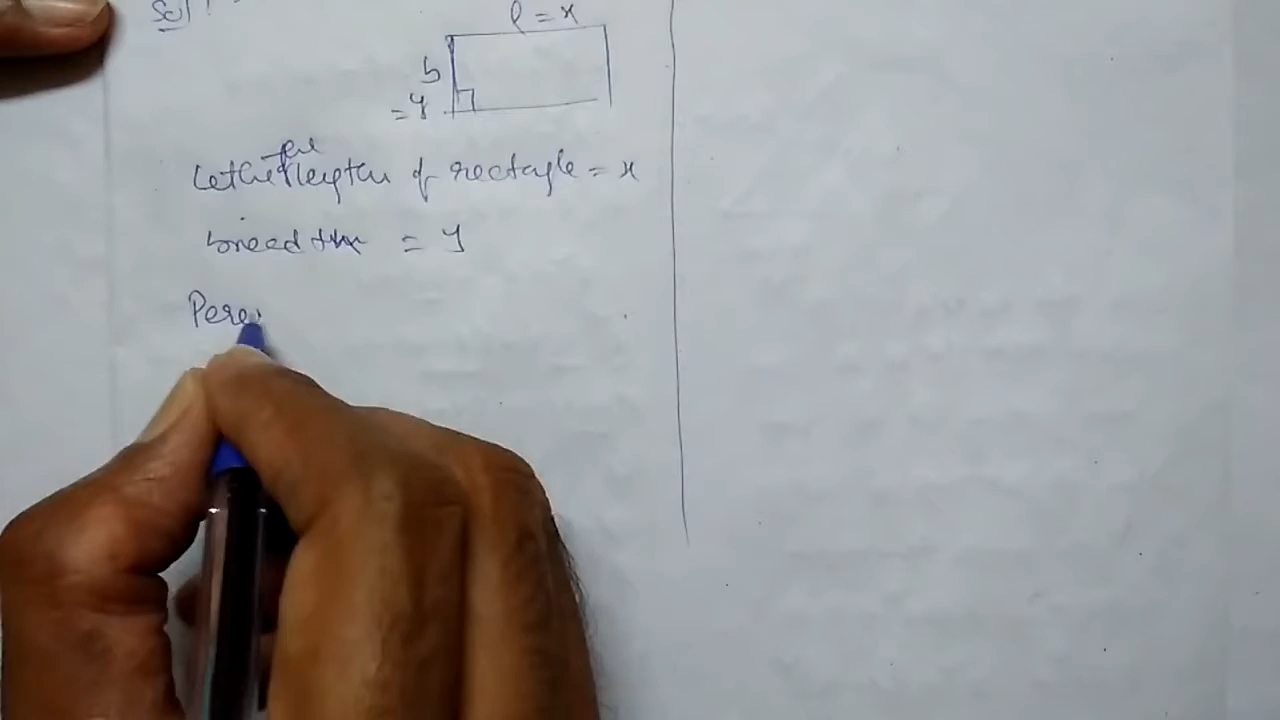 Sol
l = x
b
= y
Let the length of rectangle = x
breadth = y
Pere